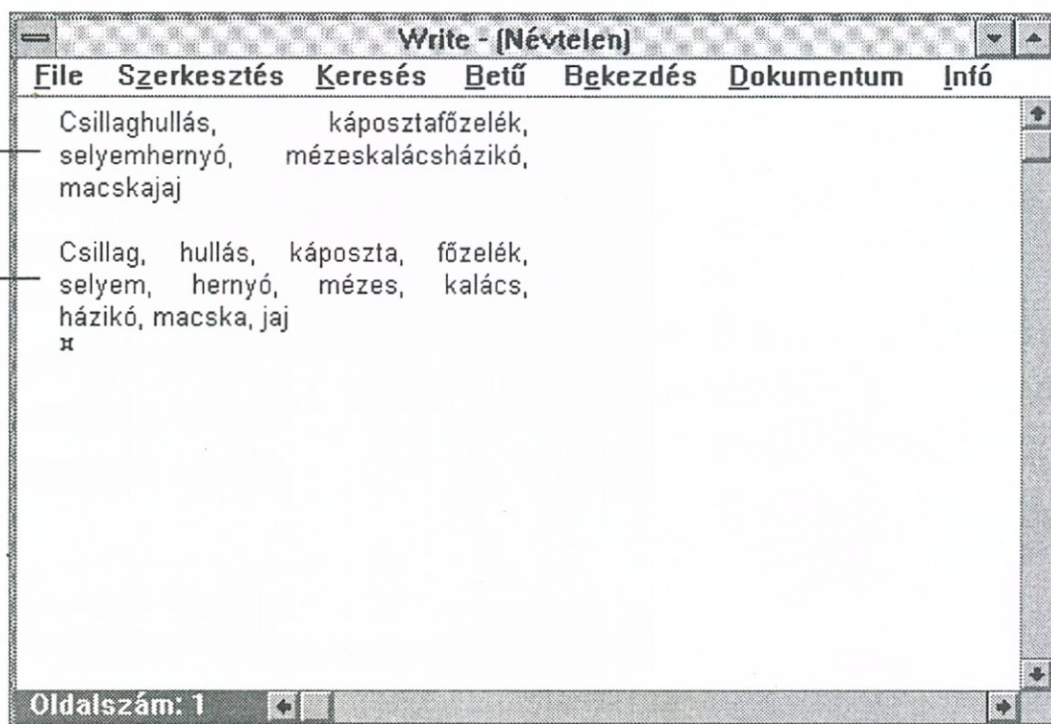 Write - (Névtelen)
File Szerkesztés Keresés Betű Bekezdés Dokumentum Infó
Csillaghullás, káposztafőzelék,
selyemhernyó, mézeskalácsházikó,
macskajaj
Csillag, hullás, káposzta, főzelék,
selyem, hernyó, mézes, kalács,
házikó, macska, jaj
¤
Oldalszám: 1